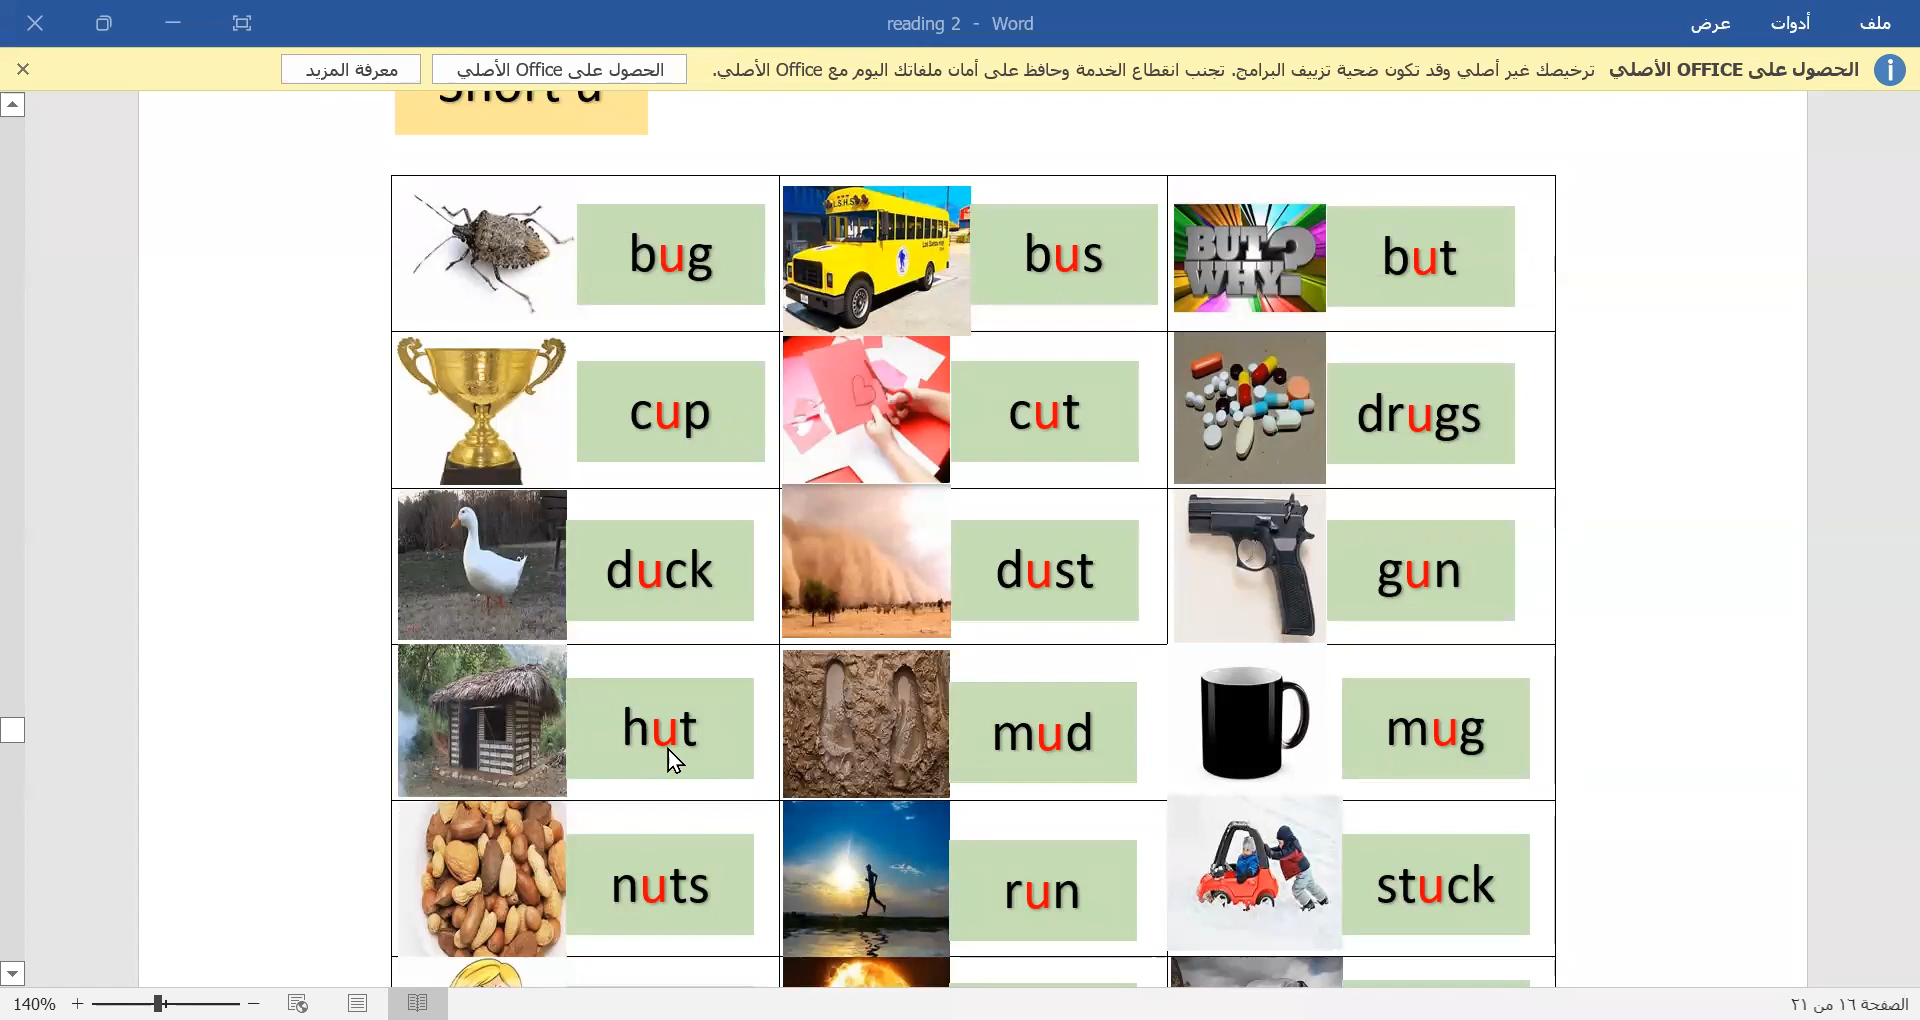 reading 2 - Word
ملف
أدوات
عرض
الحصول على OFFICE الأصلي ترخيصك غير أصلي وقد تكون ضحية تزييف البرامج. تجنب انقطاع الخدمة وحافظ على أمان ملفاتك اليوم مع Office الأصلي.
الحصول على Office الأصلي
معرفة المزيد
Short u
bug
bus
BUT WHY?
but
cup
cut
drugs
duck
dust
gun
hut
mud
mug
nuts
run
stuck
140%
الصفحة ١٦ من ٢١